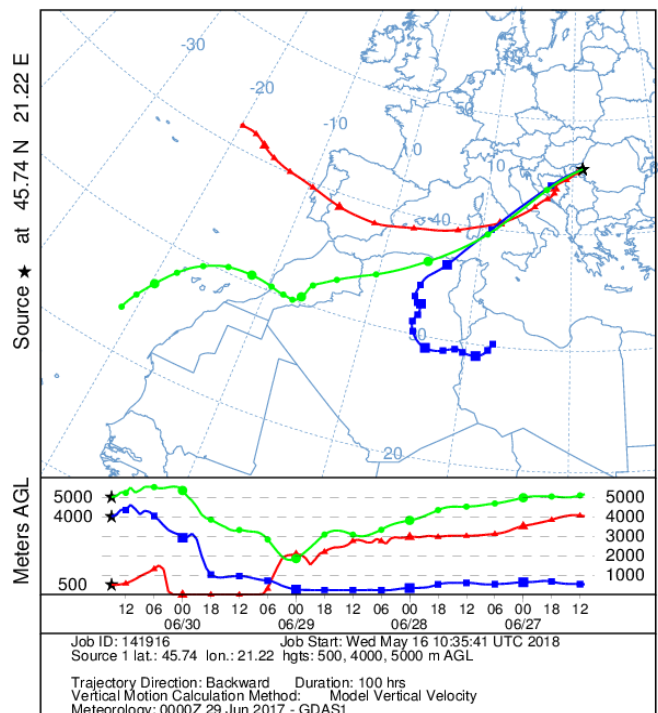 -30
-20
-10
50
10
10
-40
30
20
Source ★ at 45.74 N 21.22 E
Meters AGL
5000
4000
500
5000
4000
3000
2000
1000
12 06 00 18 12 06 00 18 12 06 00 18 12 06 00 18 12
06/30 06/29 06/28 06/27
Job ID: 141916 Job Start: Wed May 16 10:35:41 UTC 2018
Source 1 lat.: 45.74 lon.: 21.22 hgts: 500, 4000, 5000 m AGL
Trajectory Direction: Backward Duration: 100 hrs
Vertical Motion Calculation Method: Model Vertical Velocity
Meteorology: 0000Z 29 Jun 2017 - GDAS1